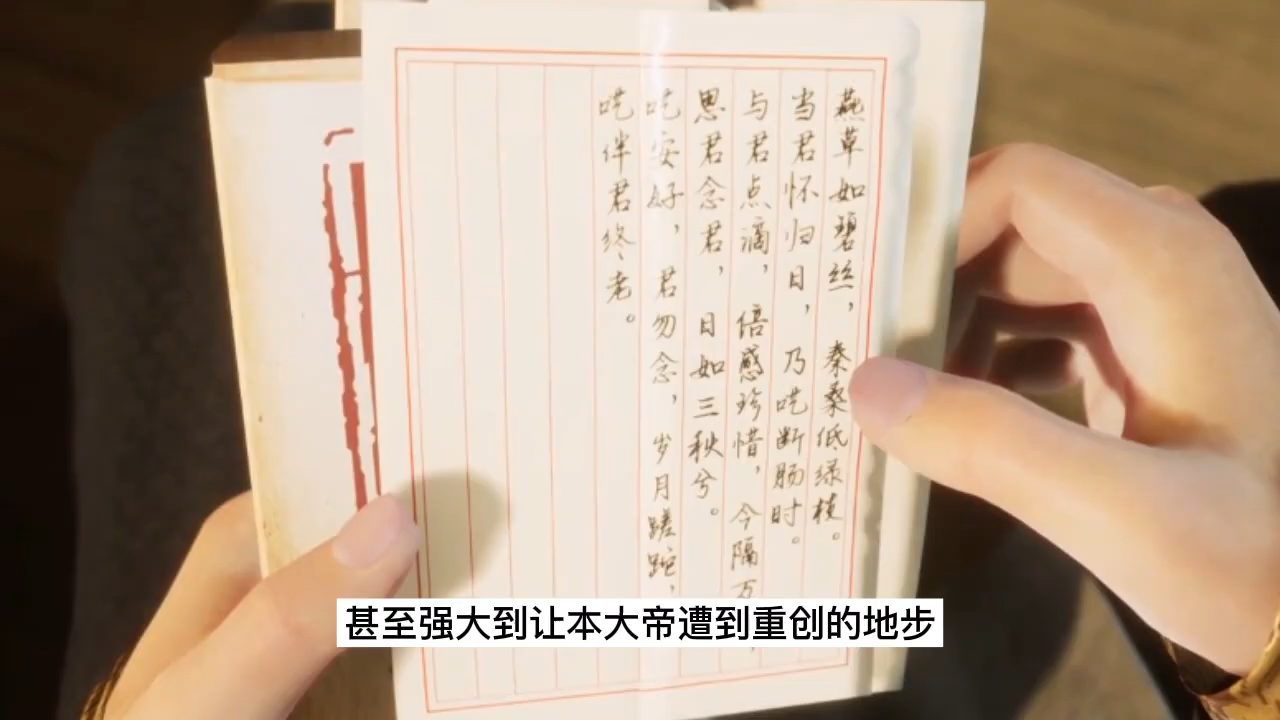 燕草如碧丝，秦桑低绿枝。
当君怀归日，乃呓断肠时。
与君点滴，倍感珍惜，今隔万
思君念君，日如三秋兮。
呓安好，君勿念，岁月蹉跎，
呓伴君终老。
甚至强大到让本大帝遭到重创的地步